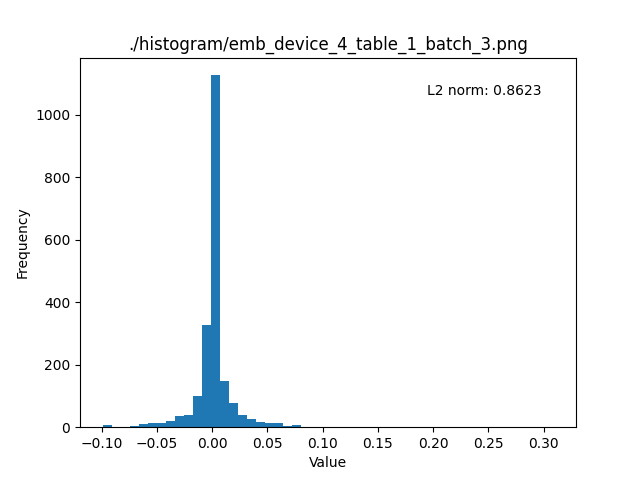 ./histogram/emb_device_4_table_1_batch_3.png
L2 norm: 0.8623
1000
800
600
400
200
0
Frequency
−0.10 −0.05 0.00 0.05 0.10 0.15 0.20 0.25 0.30
Value